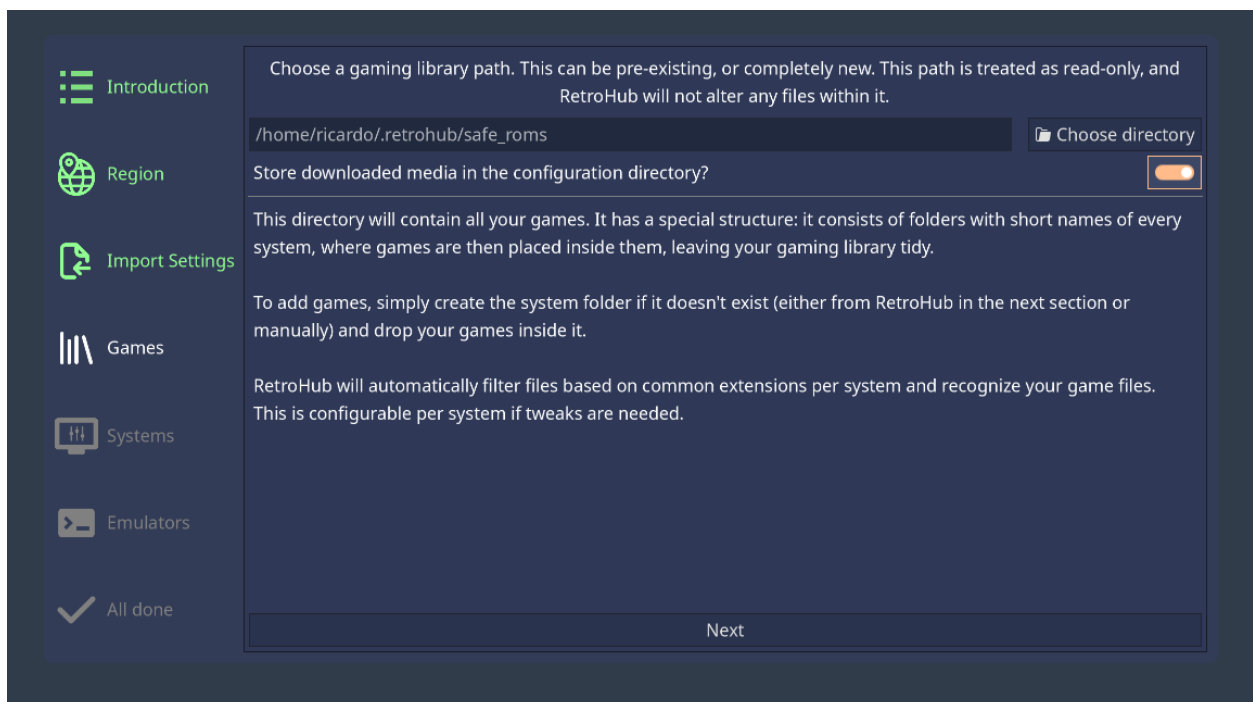 Introduction
Region
Import Settings
Games
Systems
Emulators
All done
Choose a gaming library path. This can be pre-existing, or completely new. This path is treated as read-only, and
RetroHub will not alter any files within it.
/home/ricardo/.retrohub/safe_roms
Choose directory
Store downloaded media in the configuration directory?
This directory will contain all your games. It has a special structure: it consists of folders with short names of every
system, where games are then placed inside them, leaving your gaming library tidy.
To add games, simply create the system folder if it doesn't exist (either from RetroHub in the next section or
manually) and drop your games inside it.
RetroHub will automatically filter files based on common extensions per system and recognize your game files.
This is configurable per system if tweaks are needed.
Next